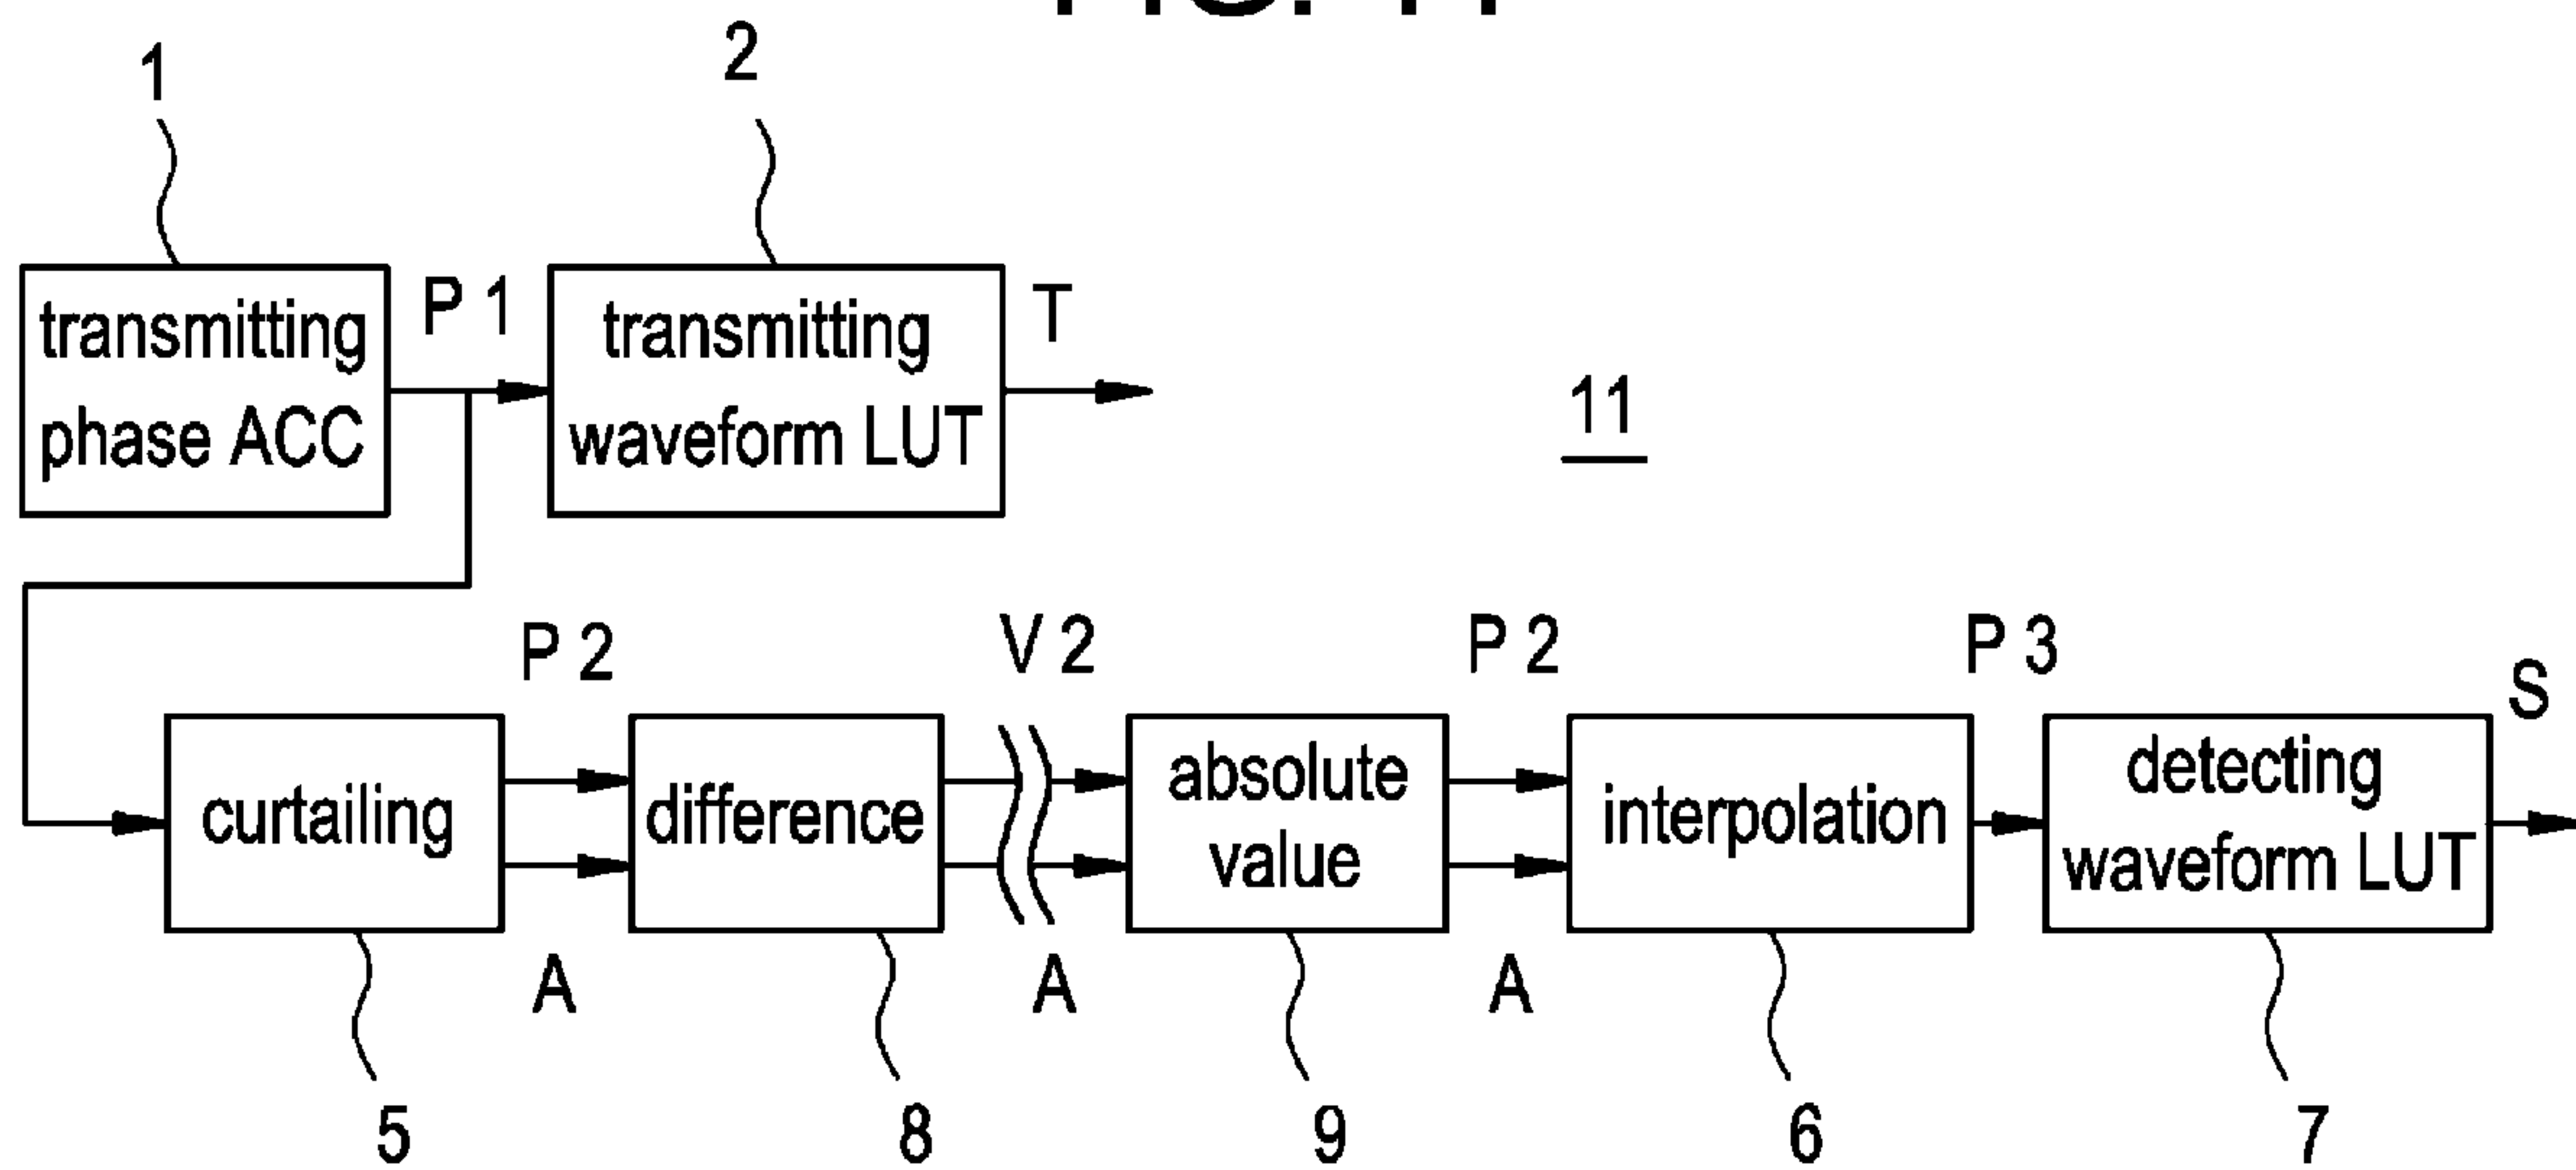 1
2
transmitting
phase ACC
P 1
transmitting
waveform LUT
T
11
P 2
V 2
P 2
P 3
S
curtailing
difference
absolute
value
interpolation
detecting
waveform LUT
A
A
A
5
8
9
6
7